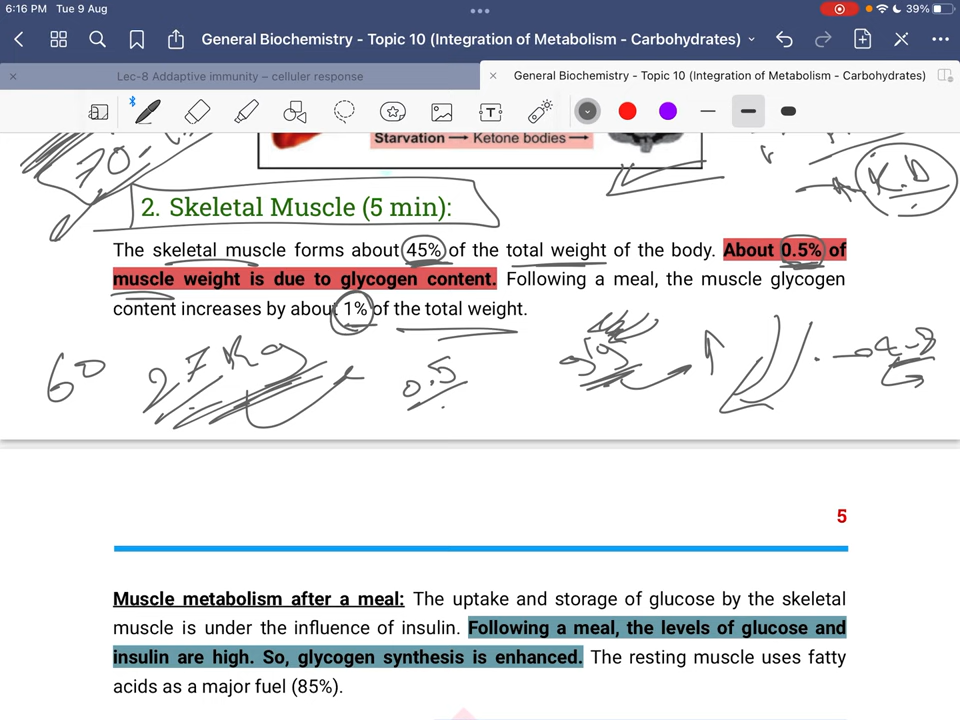 6:16 PM Tue 9 Aug
39%
General Biochemistry - Topic 10 (Integration of Metabolism - Carbohydrates)
Lec-8 Addaptive immunity – celluler response
General Biochemistry - Topic 10 (Integration of Metabolism - Carbohydrates)
Starvation → Ketone bodies →
70
K.D
2. Skeletal Muscle (5 min):
The skeletal muscle forms about 45% of the total weight of the body. About 0.5% of
muscle weight is due to glycogen content. Following a meal, the muscle glycogen
content increases by about 1% of the total weight.
60 27 Kg 0.5
5
Muscle metabolism after a meal: The uptake and storage of glucose by the skeletal
muscle is under the influence of insulin. Following a meal, the levels of glucose and
insulin are high. So, glycogen synthesis is enhanced. The resting muscle uses fatty
acids as a major fuel (85%).